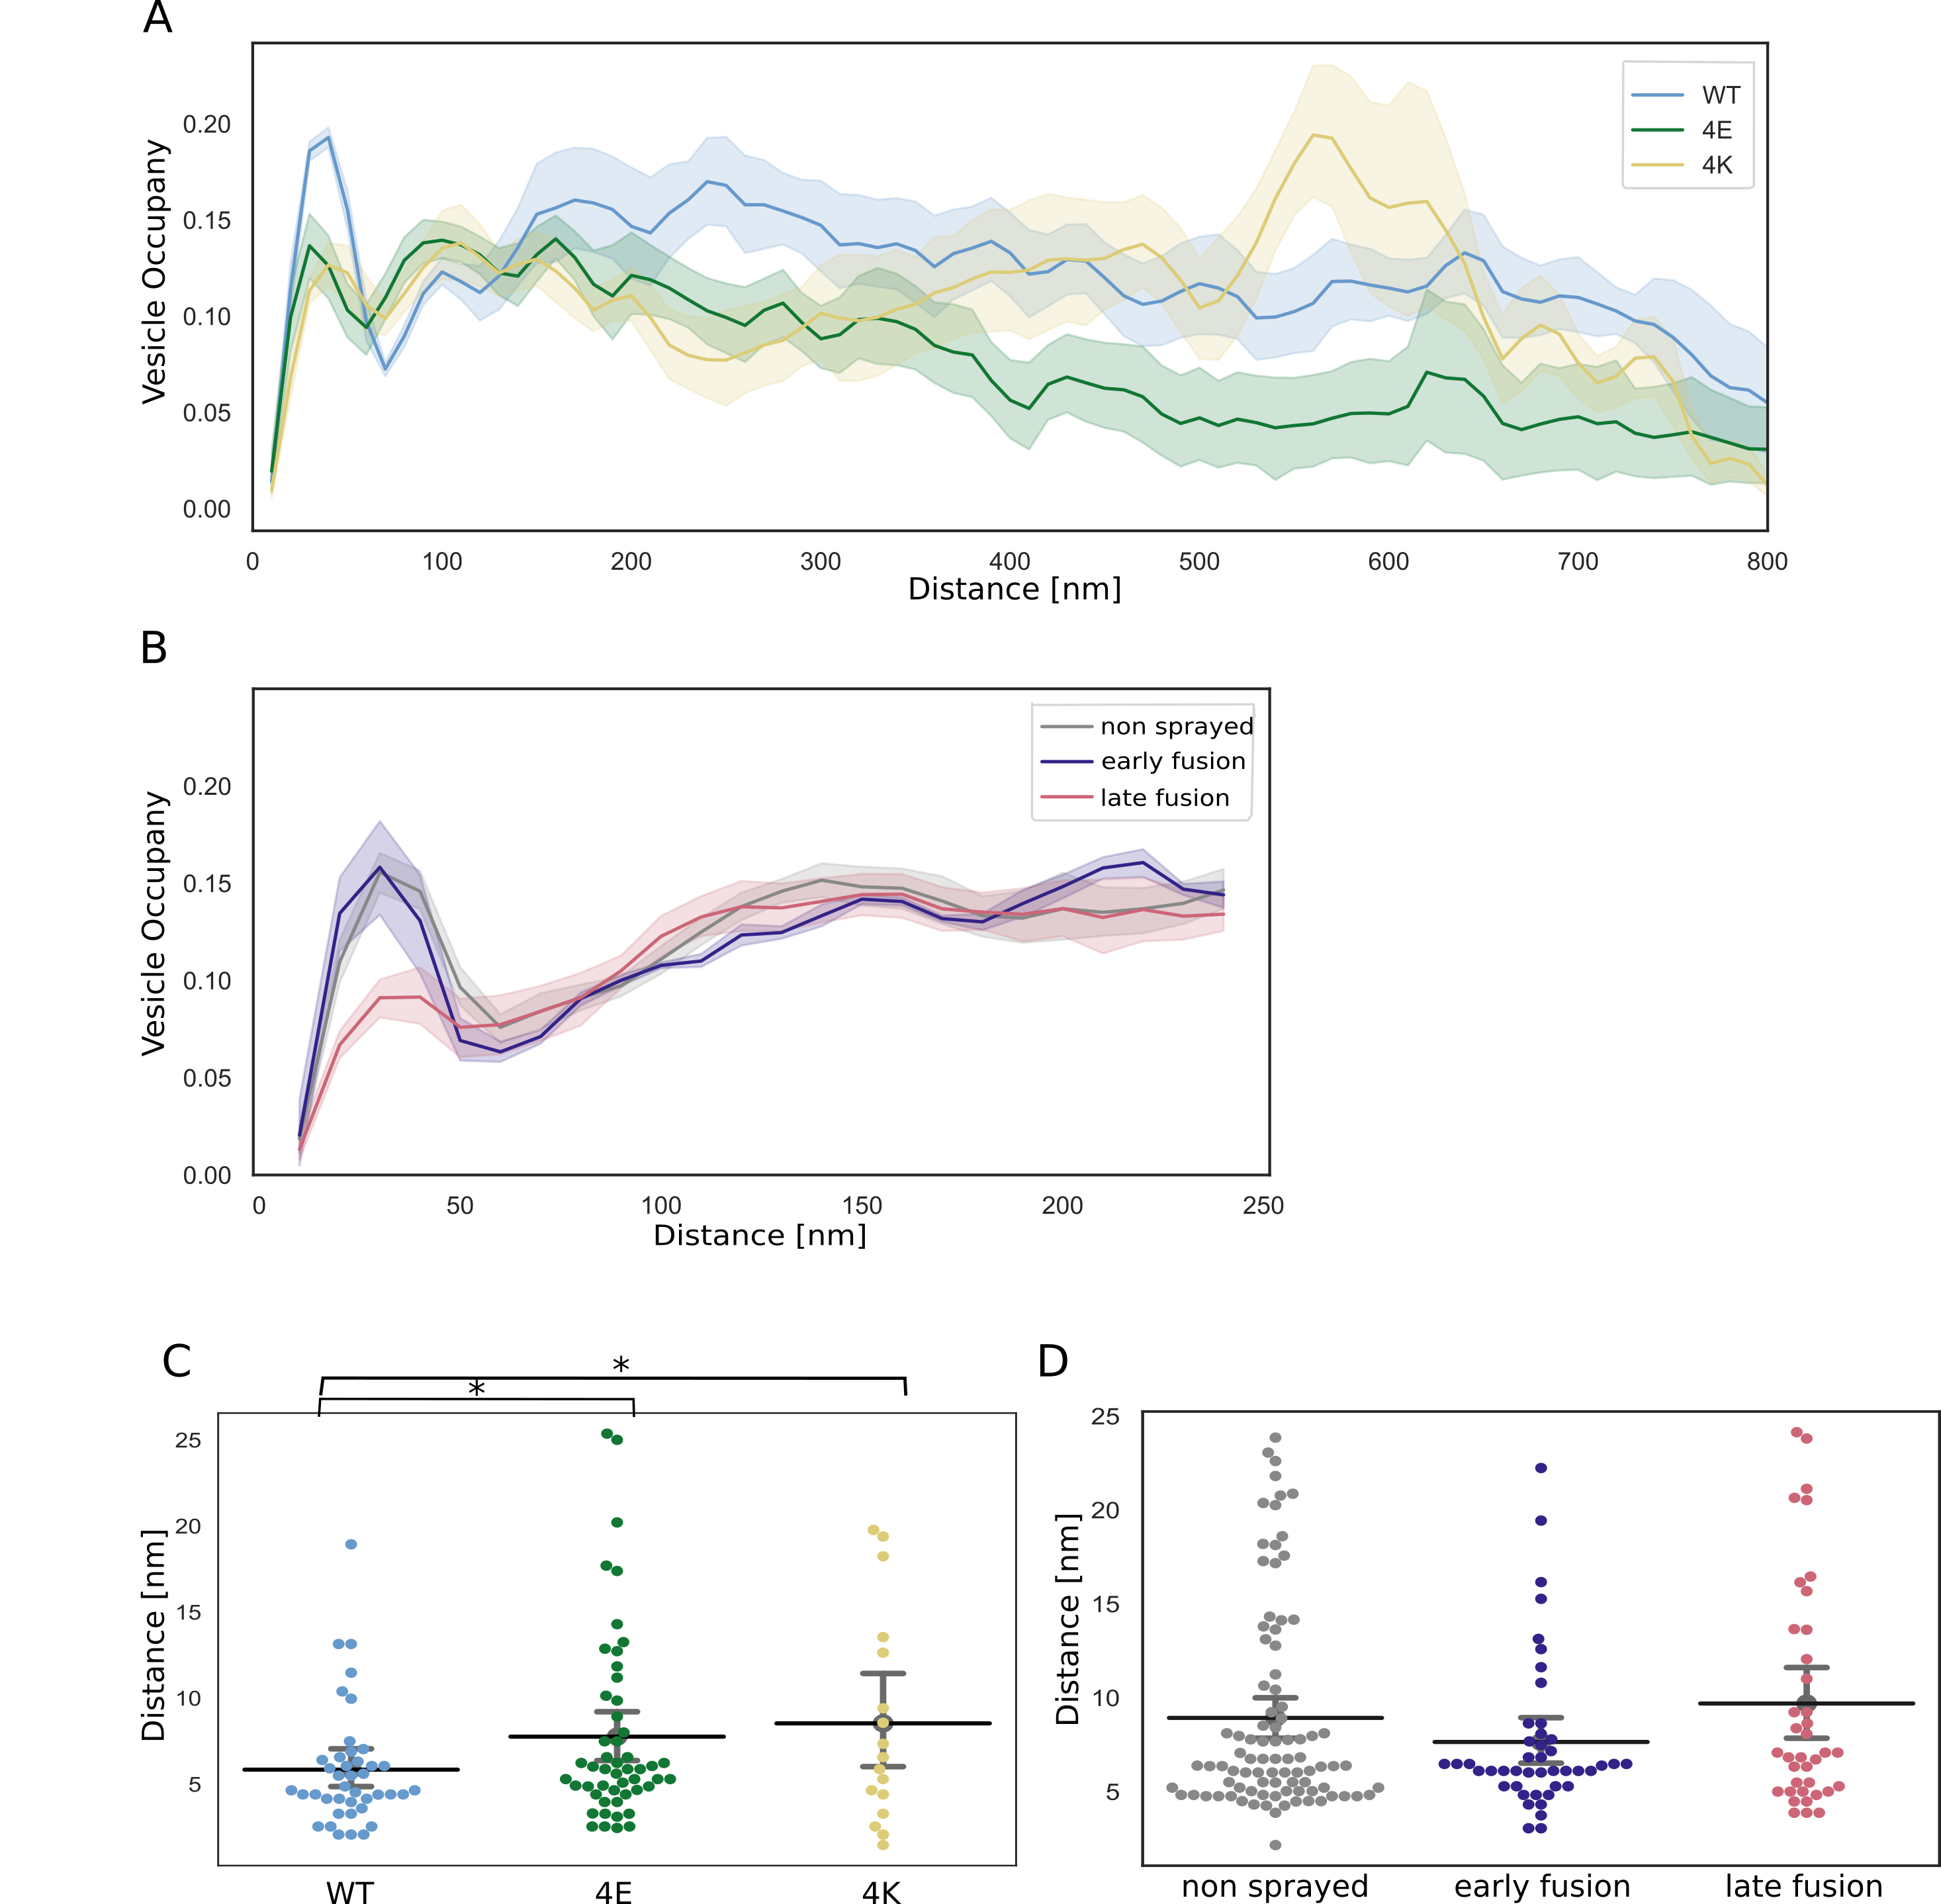 A
Vesicle Occupany
0.20
0.15
0.10
0.05
0.00
WT
4E
4K
0 100 200 300 400 500 600 700 800
Distance [nm]
B
Vesicle Occupany
0.20
0.15
0.10
0.05
0.00
non sprayed
early fusion
late fusion
0 50 100 150 200 250
Distance [nm]
C
*
*
Distance [nm]
25
20
15
10
5
WT 4E 4K
D
Distance [nm]
25
20
15
10
5
non sprayed early fusion late fusion